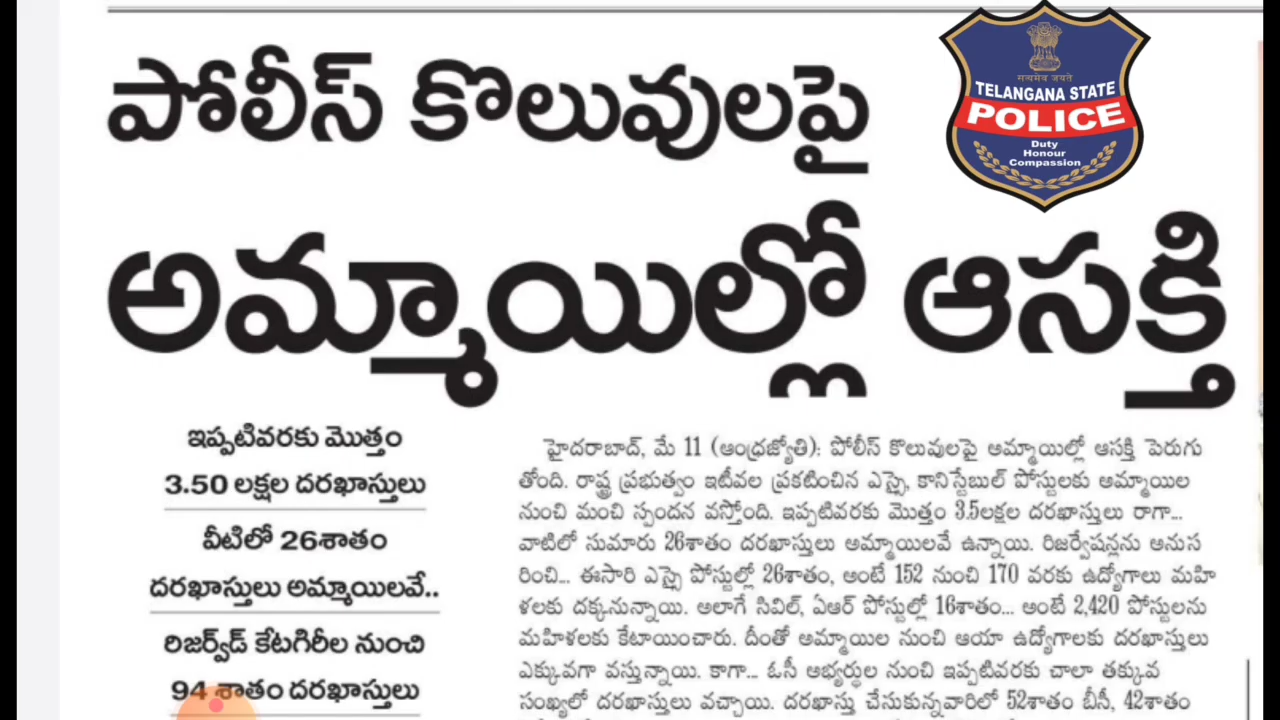 పోలీస్ కొలువులపై
అమ్మాయిల్లో ఆసక్తి
सत्यमेव जयते
TELANGANA STATE
POLICE
Duty
Honour
Compassion
ఇప్పటివరకు మొత్తం
3.50 లక్షల దరఖాస్తులు
వీటిలో 26శాతం
దరఖాస్తులు అమ్మాయిలవే..
రిజర్వ్‌డ్ కేటగిరీల నుంచి
94 శాతం దరఖాస్తులు
హైదరాబాద్, మే 11 (ఆంధ్రజ్యోతి): పోలీస్ కొలువులపై అమ్మాయిల్లో ఆసక్తి పెరుగు
తోంది. రాష్ట్ర ప్రభుత్వం ఇటీవల ప్రకటించిన ఎస్సై, కానిస్టేబుల్ పోస్టులకు అమ్మాయిల
నుంచి మంచి స్పందన వస్తోంది. ఇప్పటివరకు మొత్తం 3.5లక్షల దరఖాస్తులు రాగా...
వాటిలో సుమారు 26శాతం దరఖాస్తులు అమ్మాయిలవే ఉన్నాయి. రిజర్వేషన్లను అనుస
రించి... ఈసారి ఎస్సై పోస్టుల్లో 26శాతం, అంటే 152 నుంచి 170 వరకు ఉద్యోగాలు మహి
ళలకు దక్కనున్నాయి. అలాగే సివిల్, ఏఆర్ పోస్టుల్లో 16శాతం... అంటే 2,420 పోస్టులను
మహిళలకు కేటాయించారు. దీంతో అమ్మాయిల నుంచి ఆయా ఉద్యోగాలకు దరఖాస్తులు
ఎక్కువగా వస్తున్నాయి. కాగా... ఓసీ అభ్యర్థుల నుంచి ఇప్పటివరకు చాలా తక్కువ
సంఖ్యలో దరఖాస్తులు వచ్చాయి. దరఖాస్తు చేసుకున్నవారిలో 52శాతం బీసీ, 42శాతం